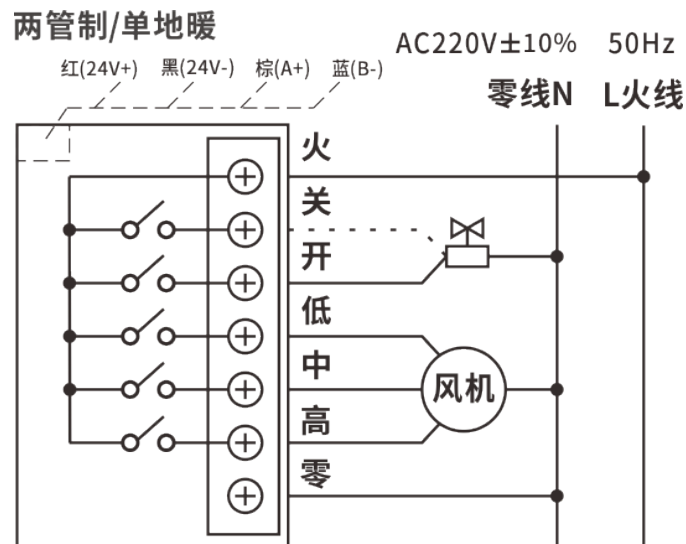 两管制/单地暖
AC220V±10% 50Hz
红(24V+) 黑(24V-) 棕(A+) 蓝(B-)
零线N L火线
火
关
开
低
中
风机
高
零